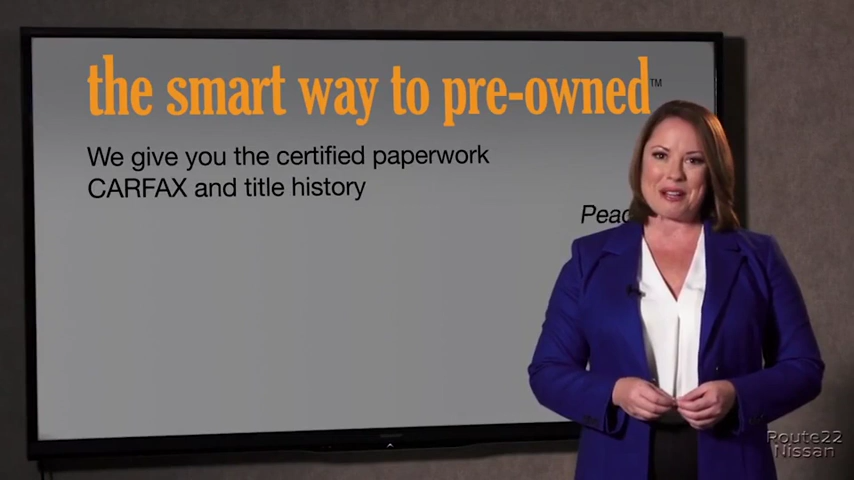 the smart way to pre-owned™
We give you the certified paperwork
CARFAX and title history
Route22
Nissan